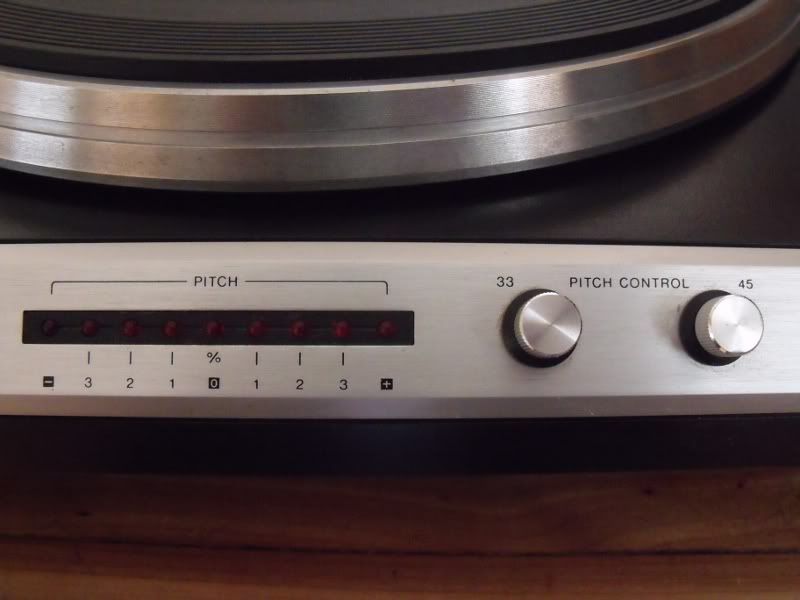 PITCH
33 PITCH CONTROL 45
%
- 3 2 1 0 1 2 3 +